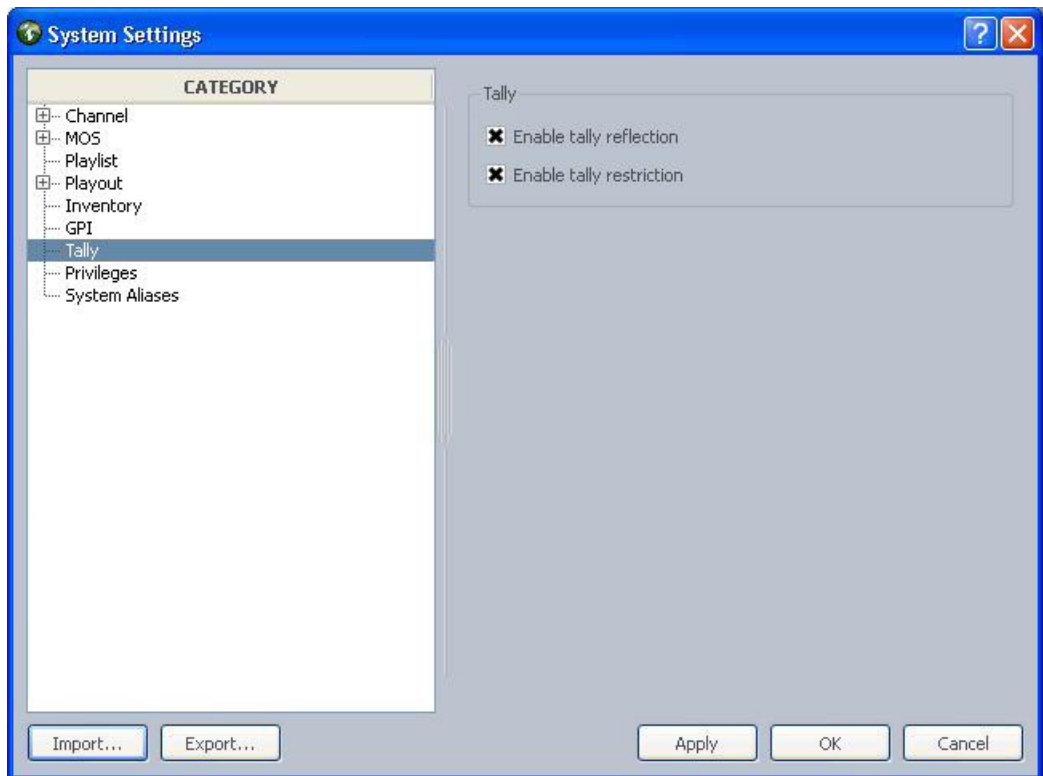 System Settings
CATEGORY
Channel
MOS
Playlist
Playout
Inventory
GPI
Tally
Privileges
System Aliases
Tally
Enable tally reflection
Enable tally restriction
Import...
Export...
Apply
OK
Cancel